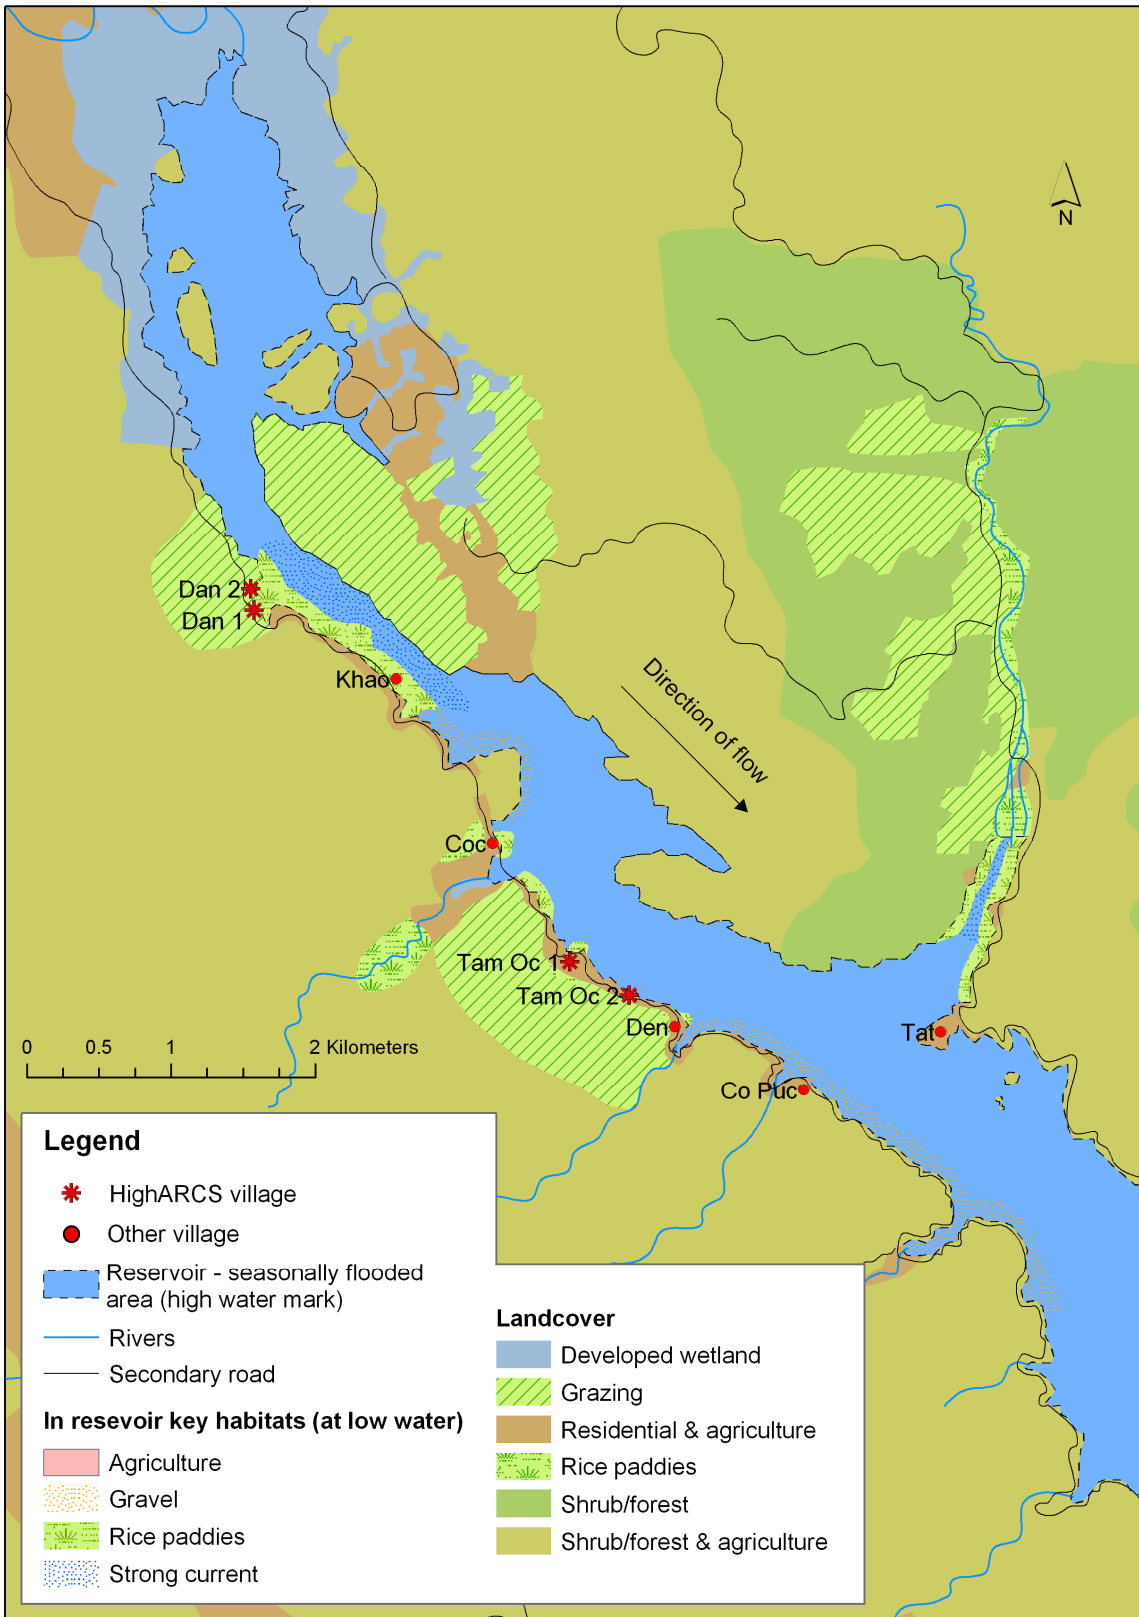 N
Dan 2
Dan 1
Khao
Direction of flow
Coc
Tam Oc 1
Tam Oc 2
Den
Tat
Co Puc
0 0.5 1 2 Kilometers
Legend
HighARCS village
Other village
Reservoir - seasonally flooded
area (high water mark)
Rivers
Secondary road
In resevoir key habitats (at low water)
Agriculture
Gravel
Rice paddies
Strong current
Landcover
Developed wetland
Grazing
Residential & agriculture
Rice paddies
Shrub/forest
Shrub/forest & agriculture